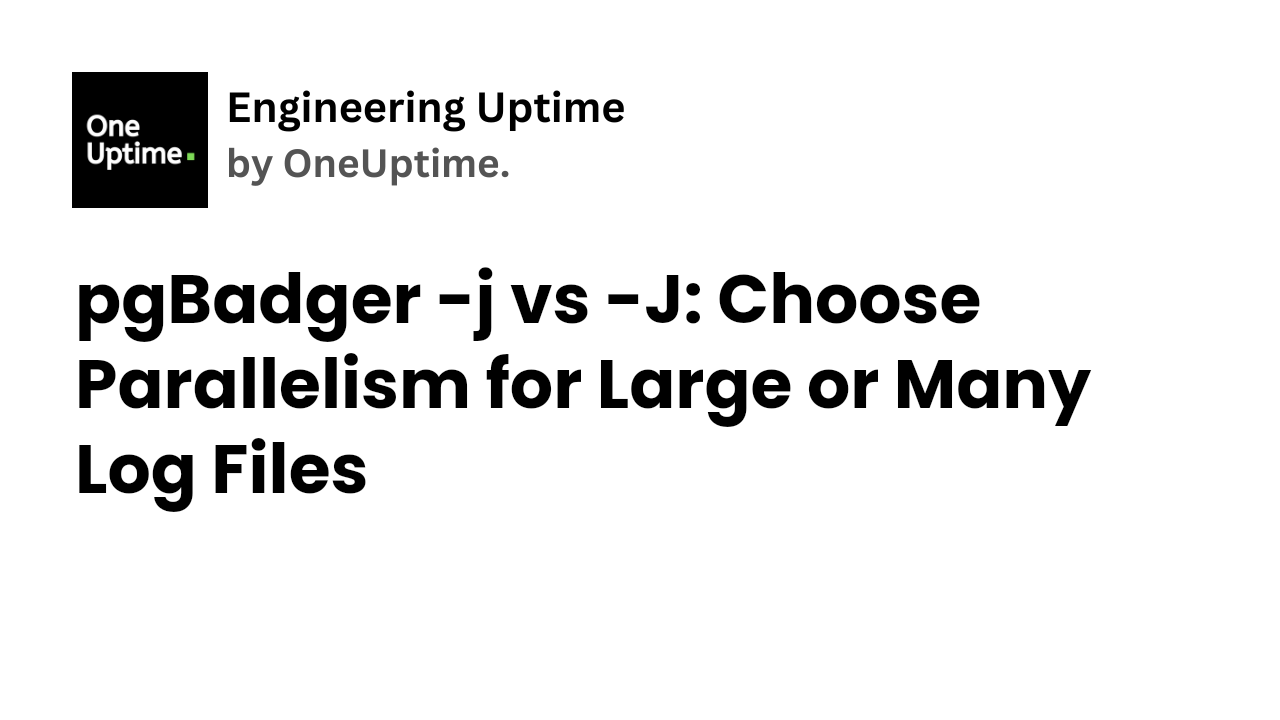 One
Uptime.
Engineering Uptime
by OneUptime.
pgBadger -j vs -J: Choose
Parallelism for Large or Many
Log Files